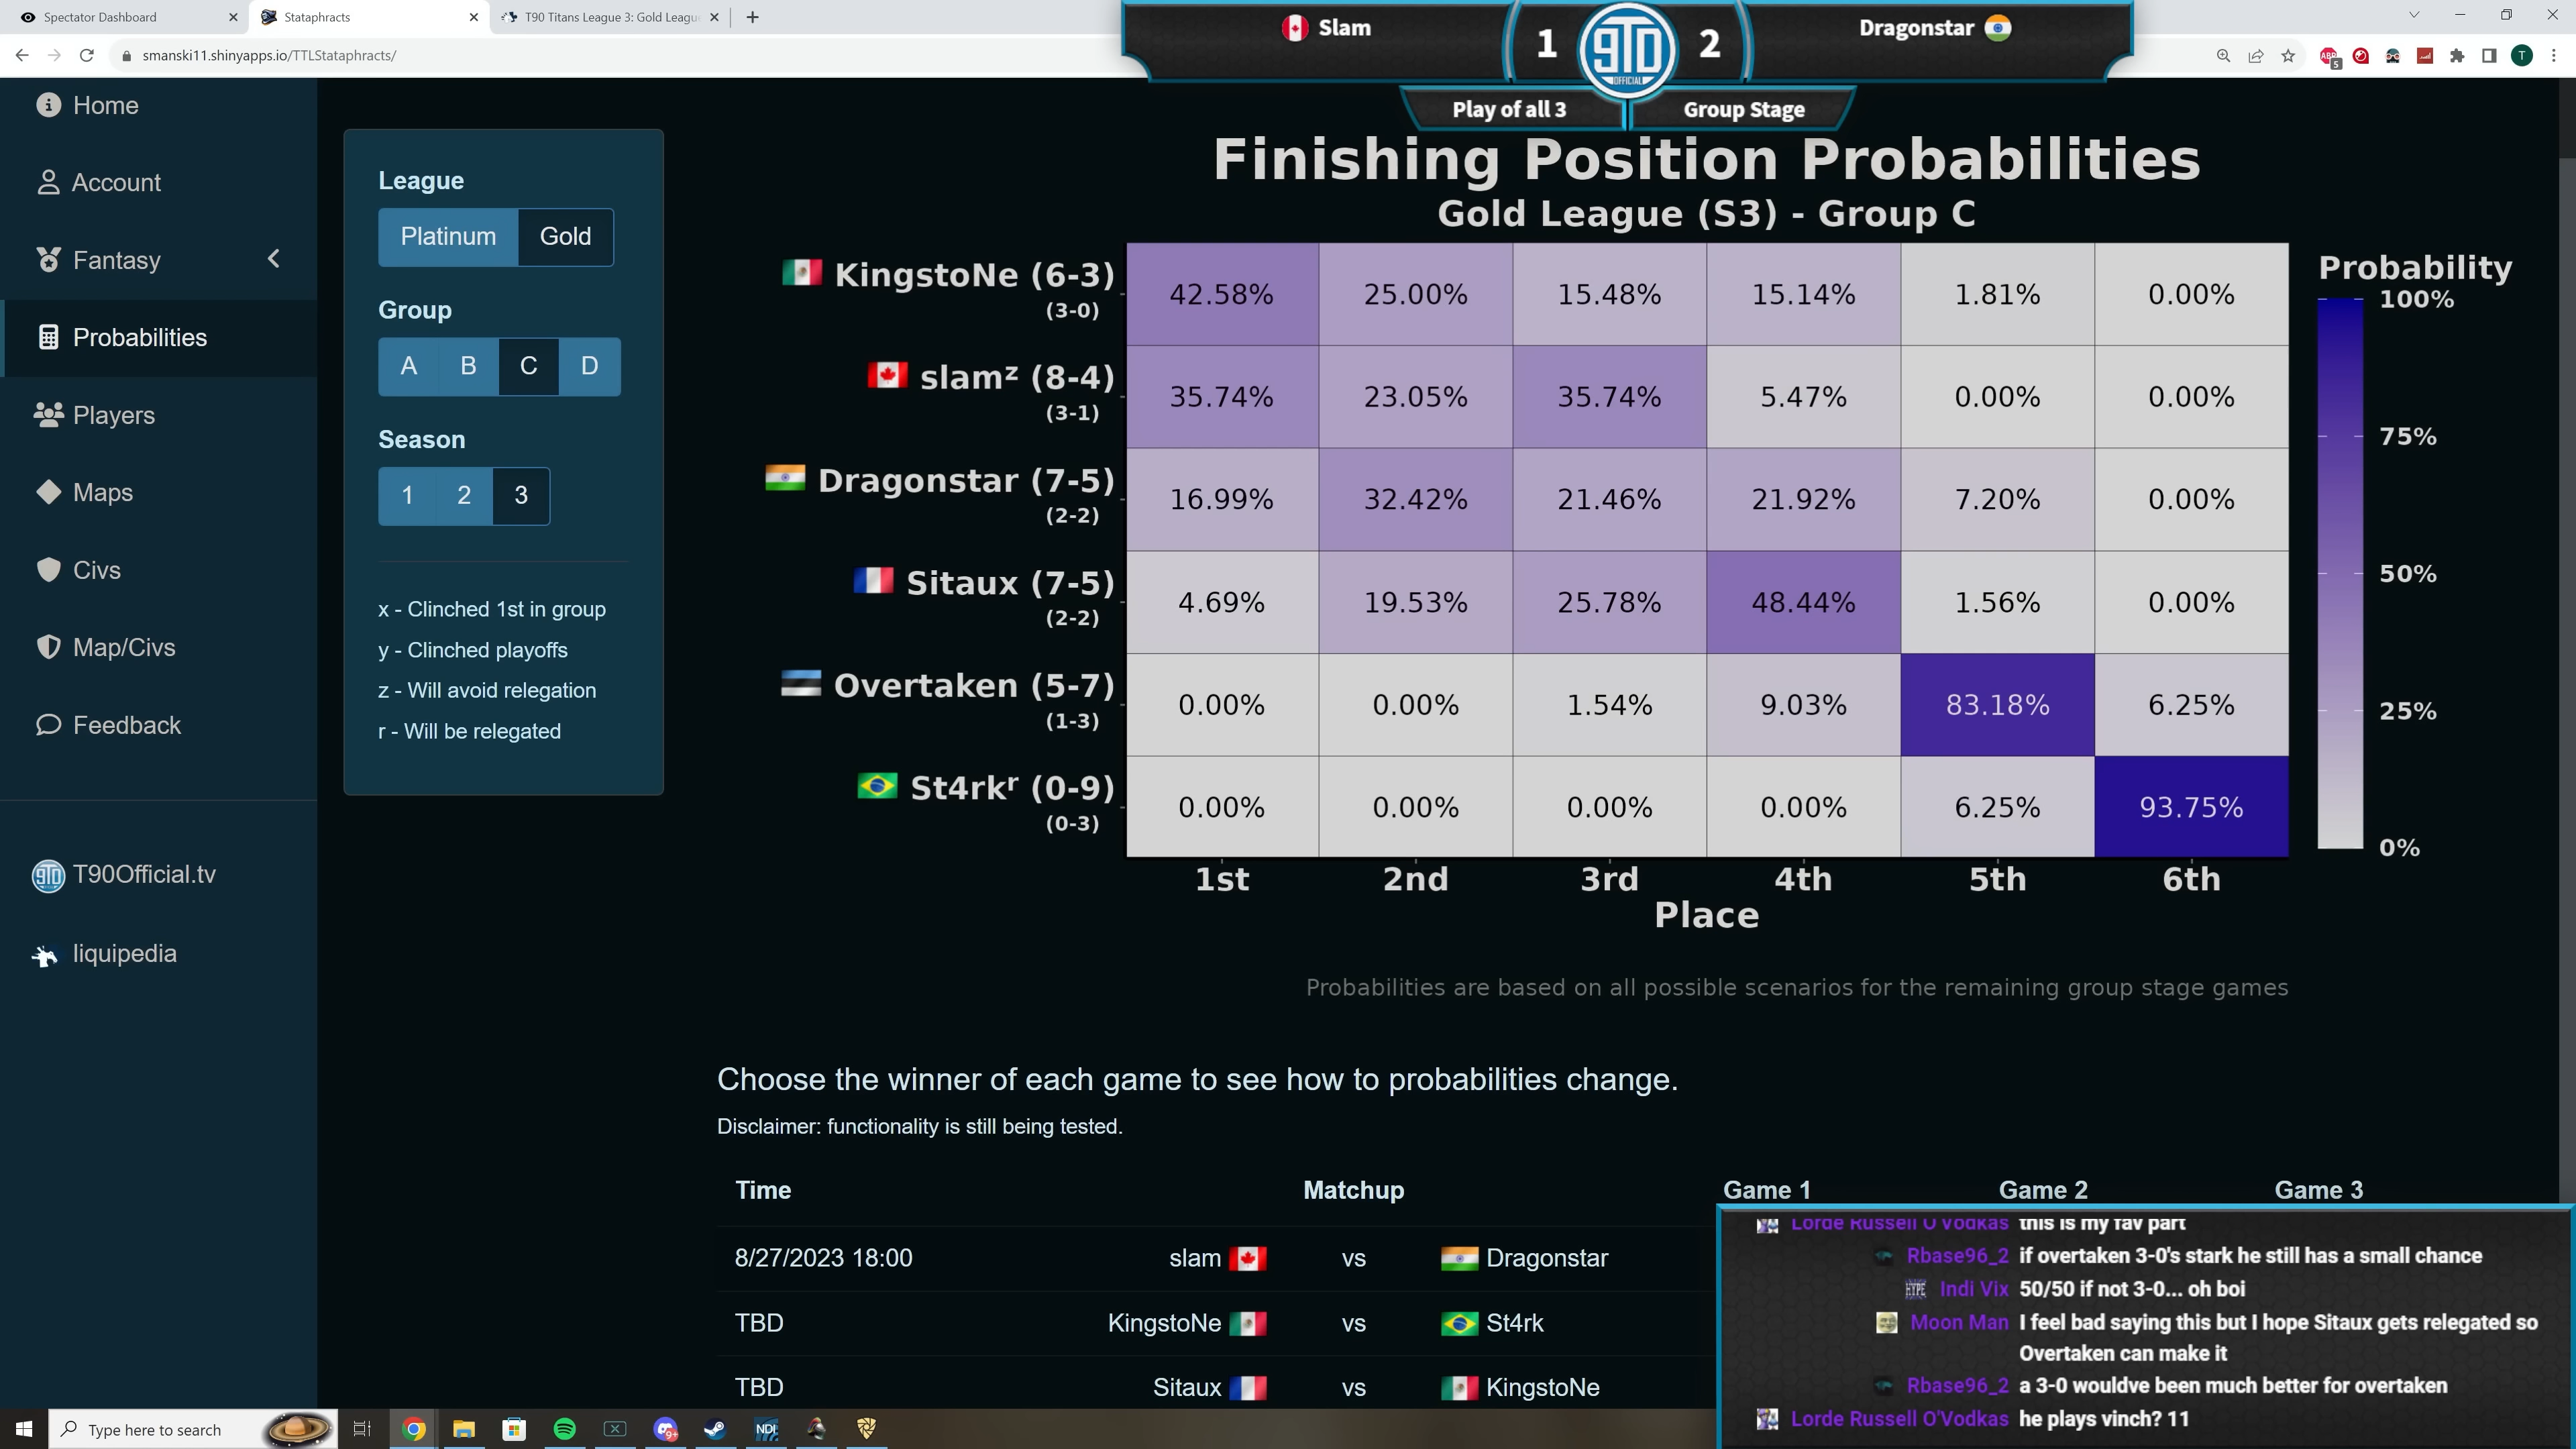 Spectator Dashboard
Stataphracts
T90 Titans League 3: Gold Leagu
smanski11.shinyapps.io/TTLStataphracts/
Slam
1
9TD
OFFICIAL
2
Dragonstar
Play of all 3
Group Stage
ABP
5
T
Home
Account
Fantasy
Probabilities
Players
Maps
Civs
Map/Civs
Feedback
T90Official.tv
liquipedia
League
Platinum Gold
Group
A B C D
Season
1 2 3
x - Clinched 1st in group
y - Clinched playoffs
z - Will avoid relegation
r - Will be relegated
Finishing Position Probabilities
Gold League (S3) - Group C
KingstoNe (6-3) 42.58% 25.00% 15.48% 15.14% 1.81% 0.00%
(3-0)
slamᶻ (8-4) 35.74% 23.05% 35.74% 5.47% 0.00% 0.00%
(3-1)
Dragonstar (7-5) 16.99% 32.42% 21.46% 21.92% 7.20% 0.00%
(2-2)
Sitaux (7-5) 4.69% 19.53% 25.78% 48.44% 1.56% 0.00%
(2-2)
Overtaken (5-7) 0.00% 0.00% 1.54% 9.03% 83.18% 6.25%
(1-3)
St4rkʳ (0-9) 0.00% 0.00% 0.00% 0.00% 6.25% 93.75%
(0-3)
1st 2nd 3rd 4th 5th 6th
Place
Probability
100%
75%
50%
25%
0%
Probabilities are based on all possible scenarios for the remaining group stage games
Choose the winner of each game to see how to probabilities change.
Disclaimer: functionality is still being tested.
Time Matchup Game 1 Game 2 Game 3
8/27/2023 18:00 slam vs Dragonstar
TBD KingstoNe vs St4rk
TBD Sitaux vs KingstoNe
Lorde Russell O'Vodkas this is my fav part
Rbase96_2 if overtaken 3-0's stark he still has a small chance
HYPE Indi Vix 50/50 if not 3-0... oh boi
Moon Man I feel bad saying this but I hope Sitaux gets relegated so
Overtaken can make it
Rbase96_2 a 3-0 wouldve been much better for overtaken
Lorde Russell O'Vodkas he plays vinch? 11
Type here to search
9+
NDI